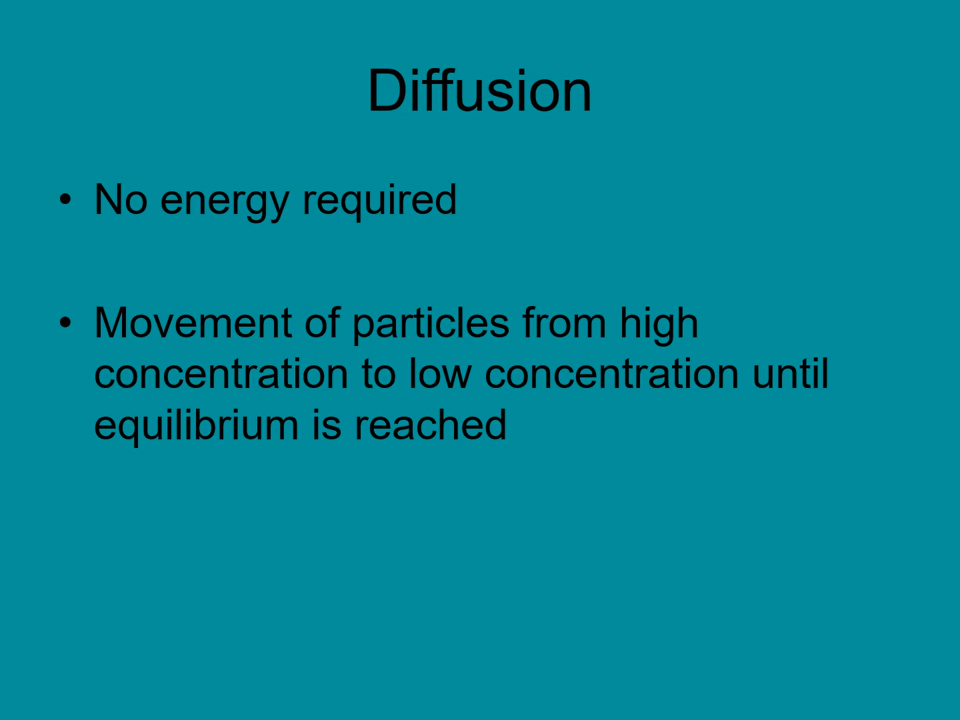 Diffusion
• No energy required
• Movement of particles from high
concentration to low concentration until
equilibrium is reached